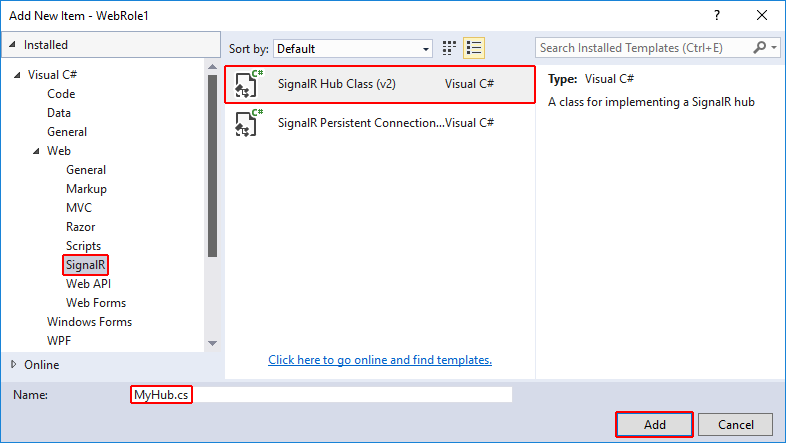 Add New Item - WebRole1
?
Installed
Sort by: Default
Search Installed Templates (Ctrl+E)
Visual C#
Code
Data
General
Web
General
Markup
MVC
Razor
Scripts
SignalR
Web API
Web Forms
Windows Forms
WPF
Online
C# SignalR Hub Class (v2) Visual C#
C# SignalR Persistent Connection... Visual C#
Click here to go online and find templates.
Type: Visual C#
A class for implementing a SignalR hub
Name: MyHub.cs
Add Cancel